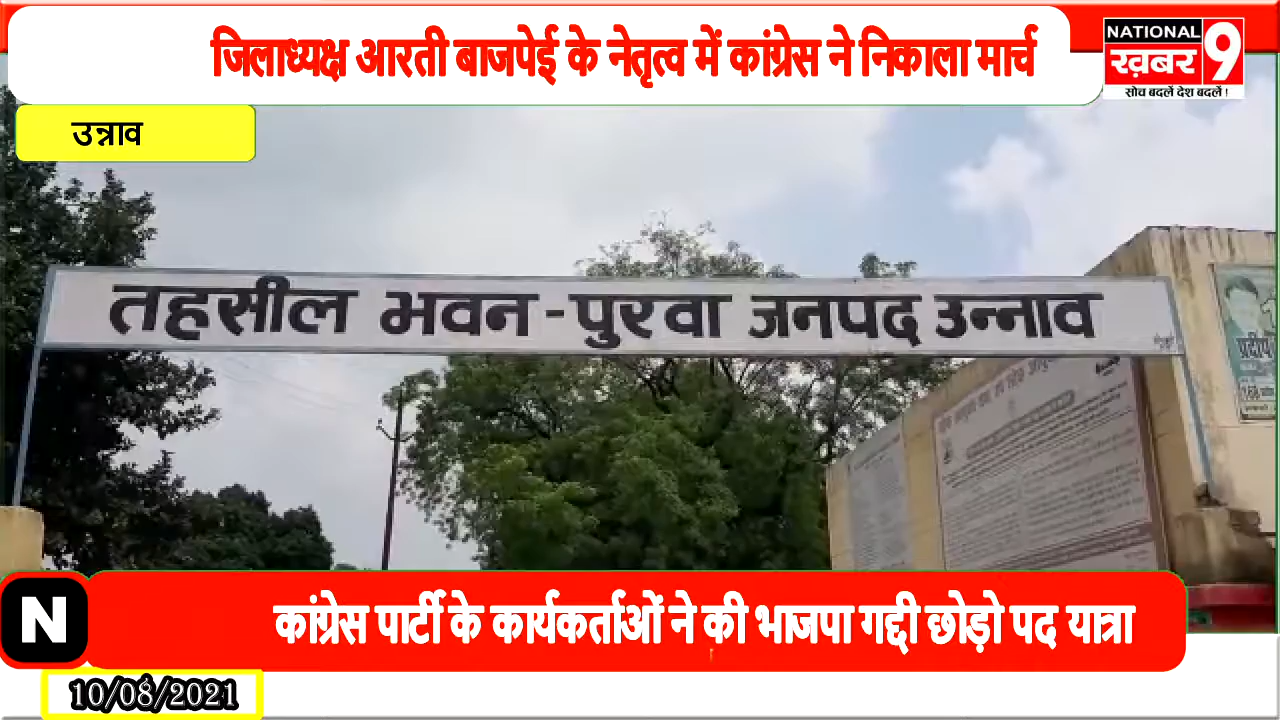 जिलाध्यक्ष आरती बाजपेई के नेतृत्व में कांग्रेस ने निकाला मार्च
NATIONAL
ख़बर 9
सोच बदलें देश बदलें !
उन्नाव
तहसील भवन - पुरवा जनपद उन्नाव
प्रदीप
N
कांग्रेस पार्टी के कार्यकर्ताओं ने की भाजपा गद्दी छोड़ो पद यात्रा
10/08/2021